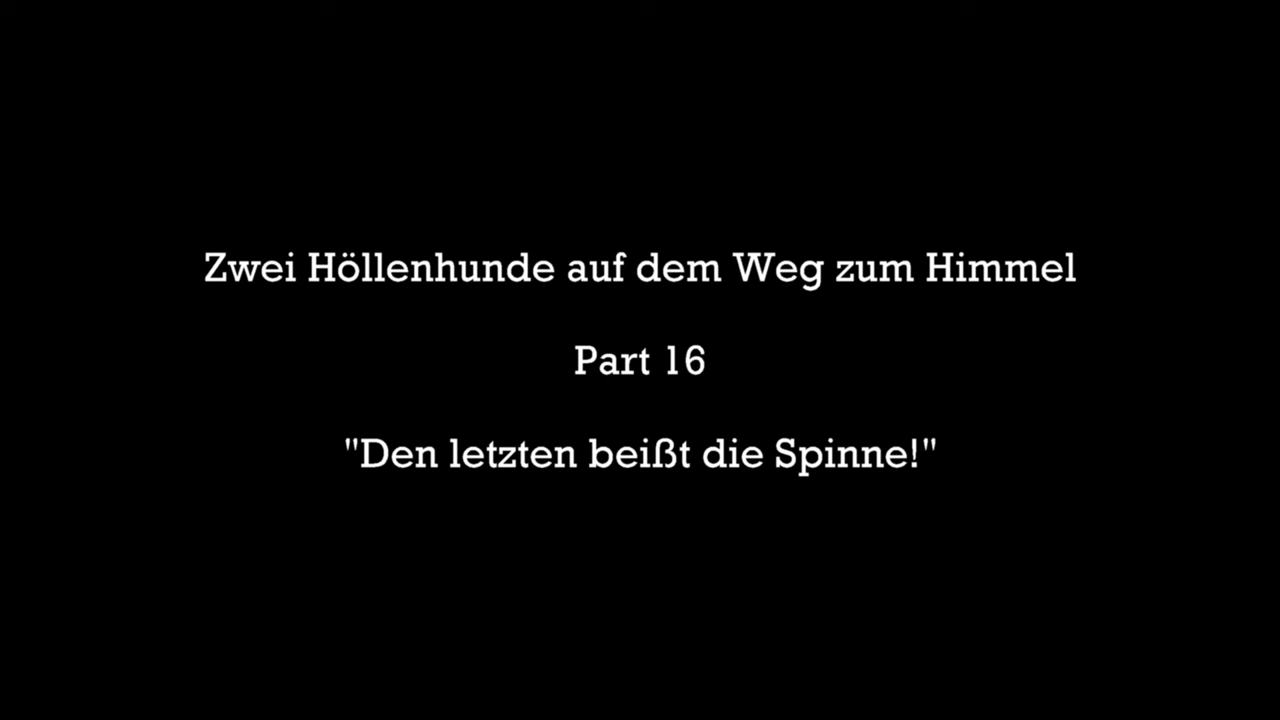 Zwei Höllenhunde auf dem Weg zum Himmel
Part 16
"Den letzten beißt die Spinne!"